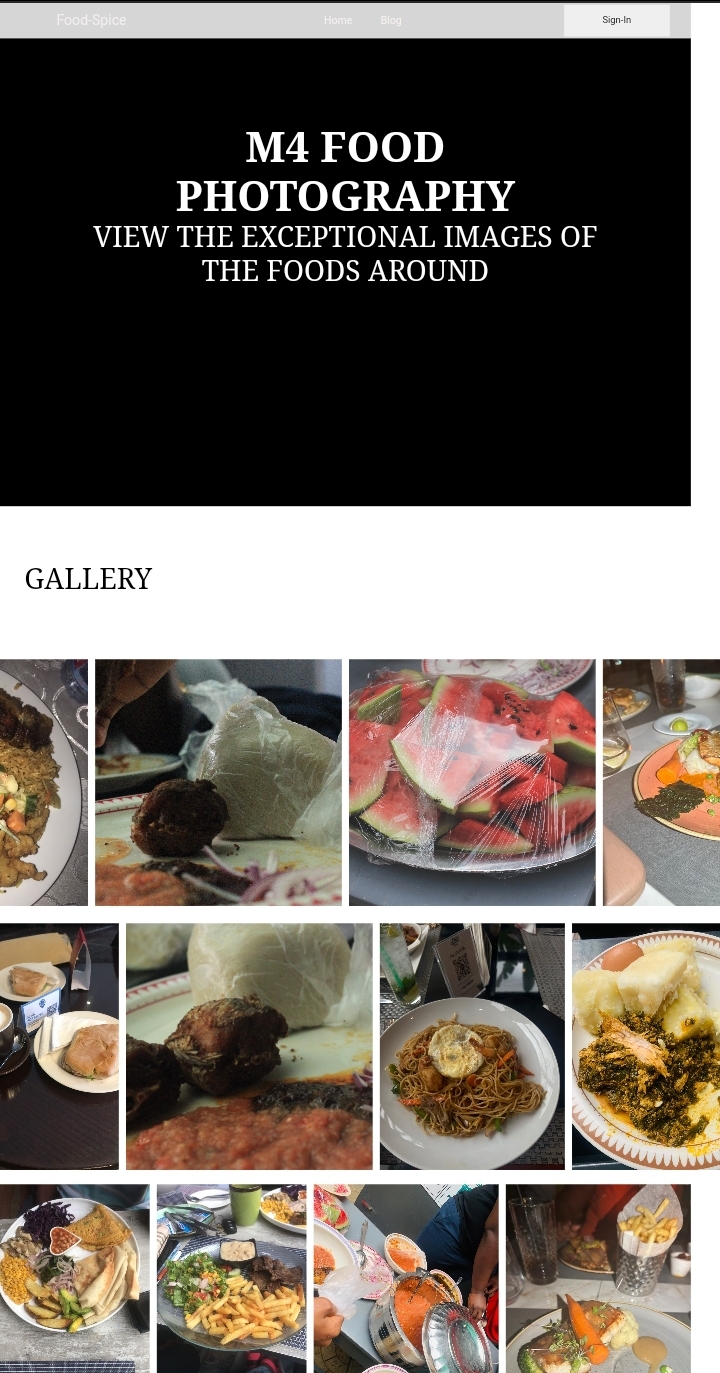 Food-Spice
Home
Blog
Sign-In
M4 FOOD
PHOTOGRAPHY
VIEW THE EXCEPTIONAL IMAGES OF
THE FOODS AROUND
GALLERY